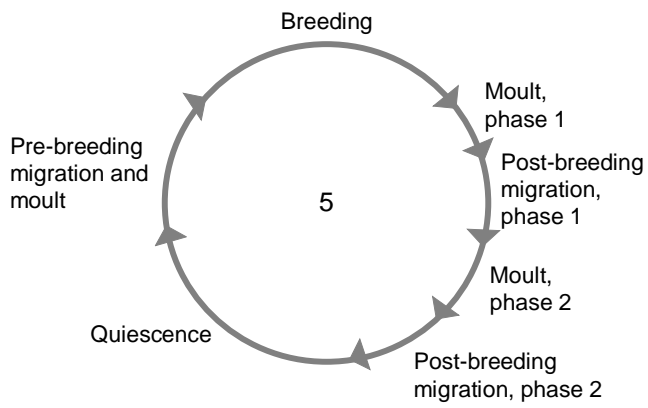 Breeding
Moult,
phase 1
Post-breeding
migration,
phase 1
Moult,
phase 2
Post-breeding
migration, phase 2
Quiescence
Pre-breeding
migration and
moult
5